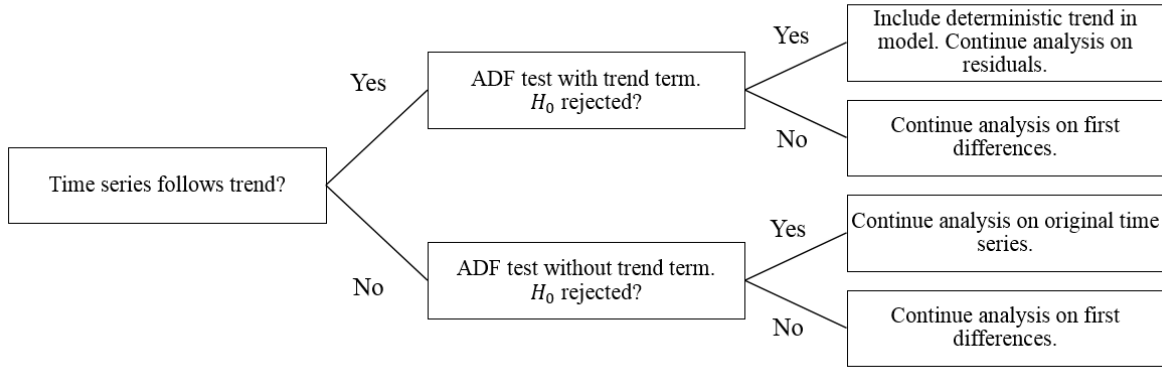 Time series follows trend?
Yes
No
ADF test with trend term.
H₀ rejected?
ADF test without trend term.
H₀ rejected?
Yes
No
Yes
No
Include deterministic trend in
model. Continue analysis on
residuals.
Continue analysis on first
differences.
Continue analysis on original time
series.
Continue analysis on first
differences.